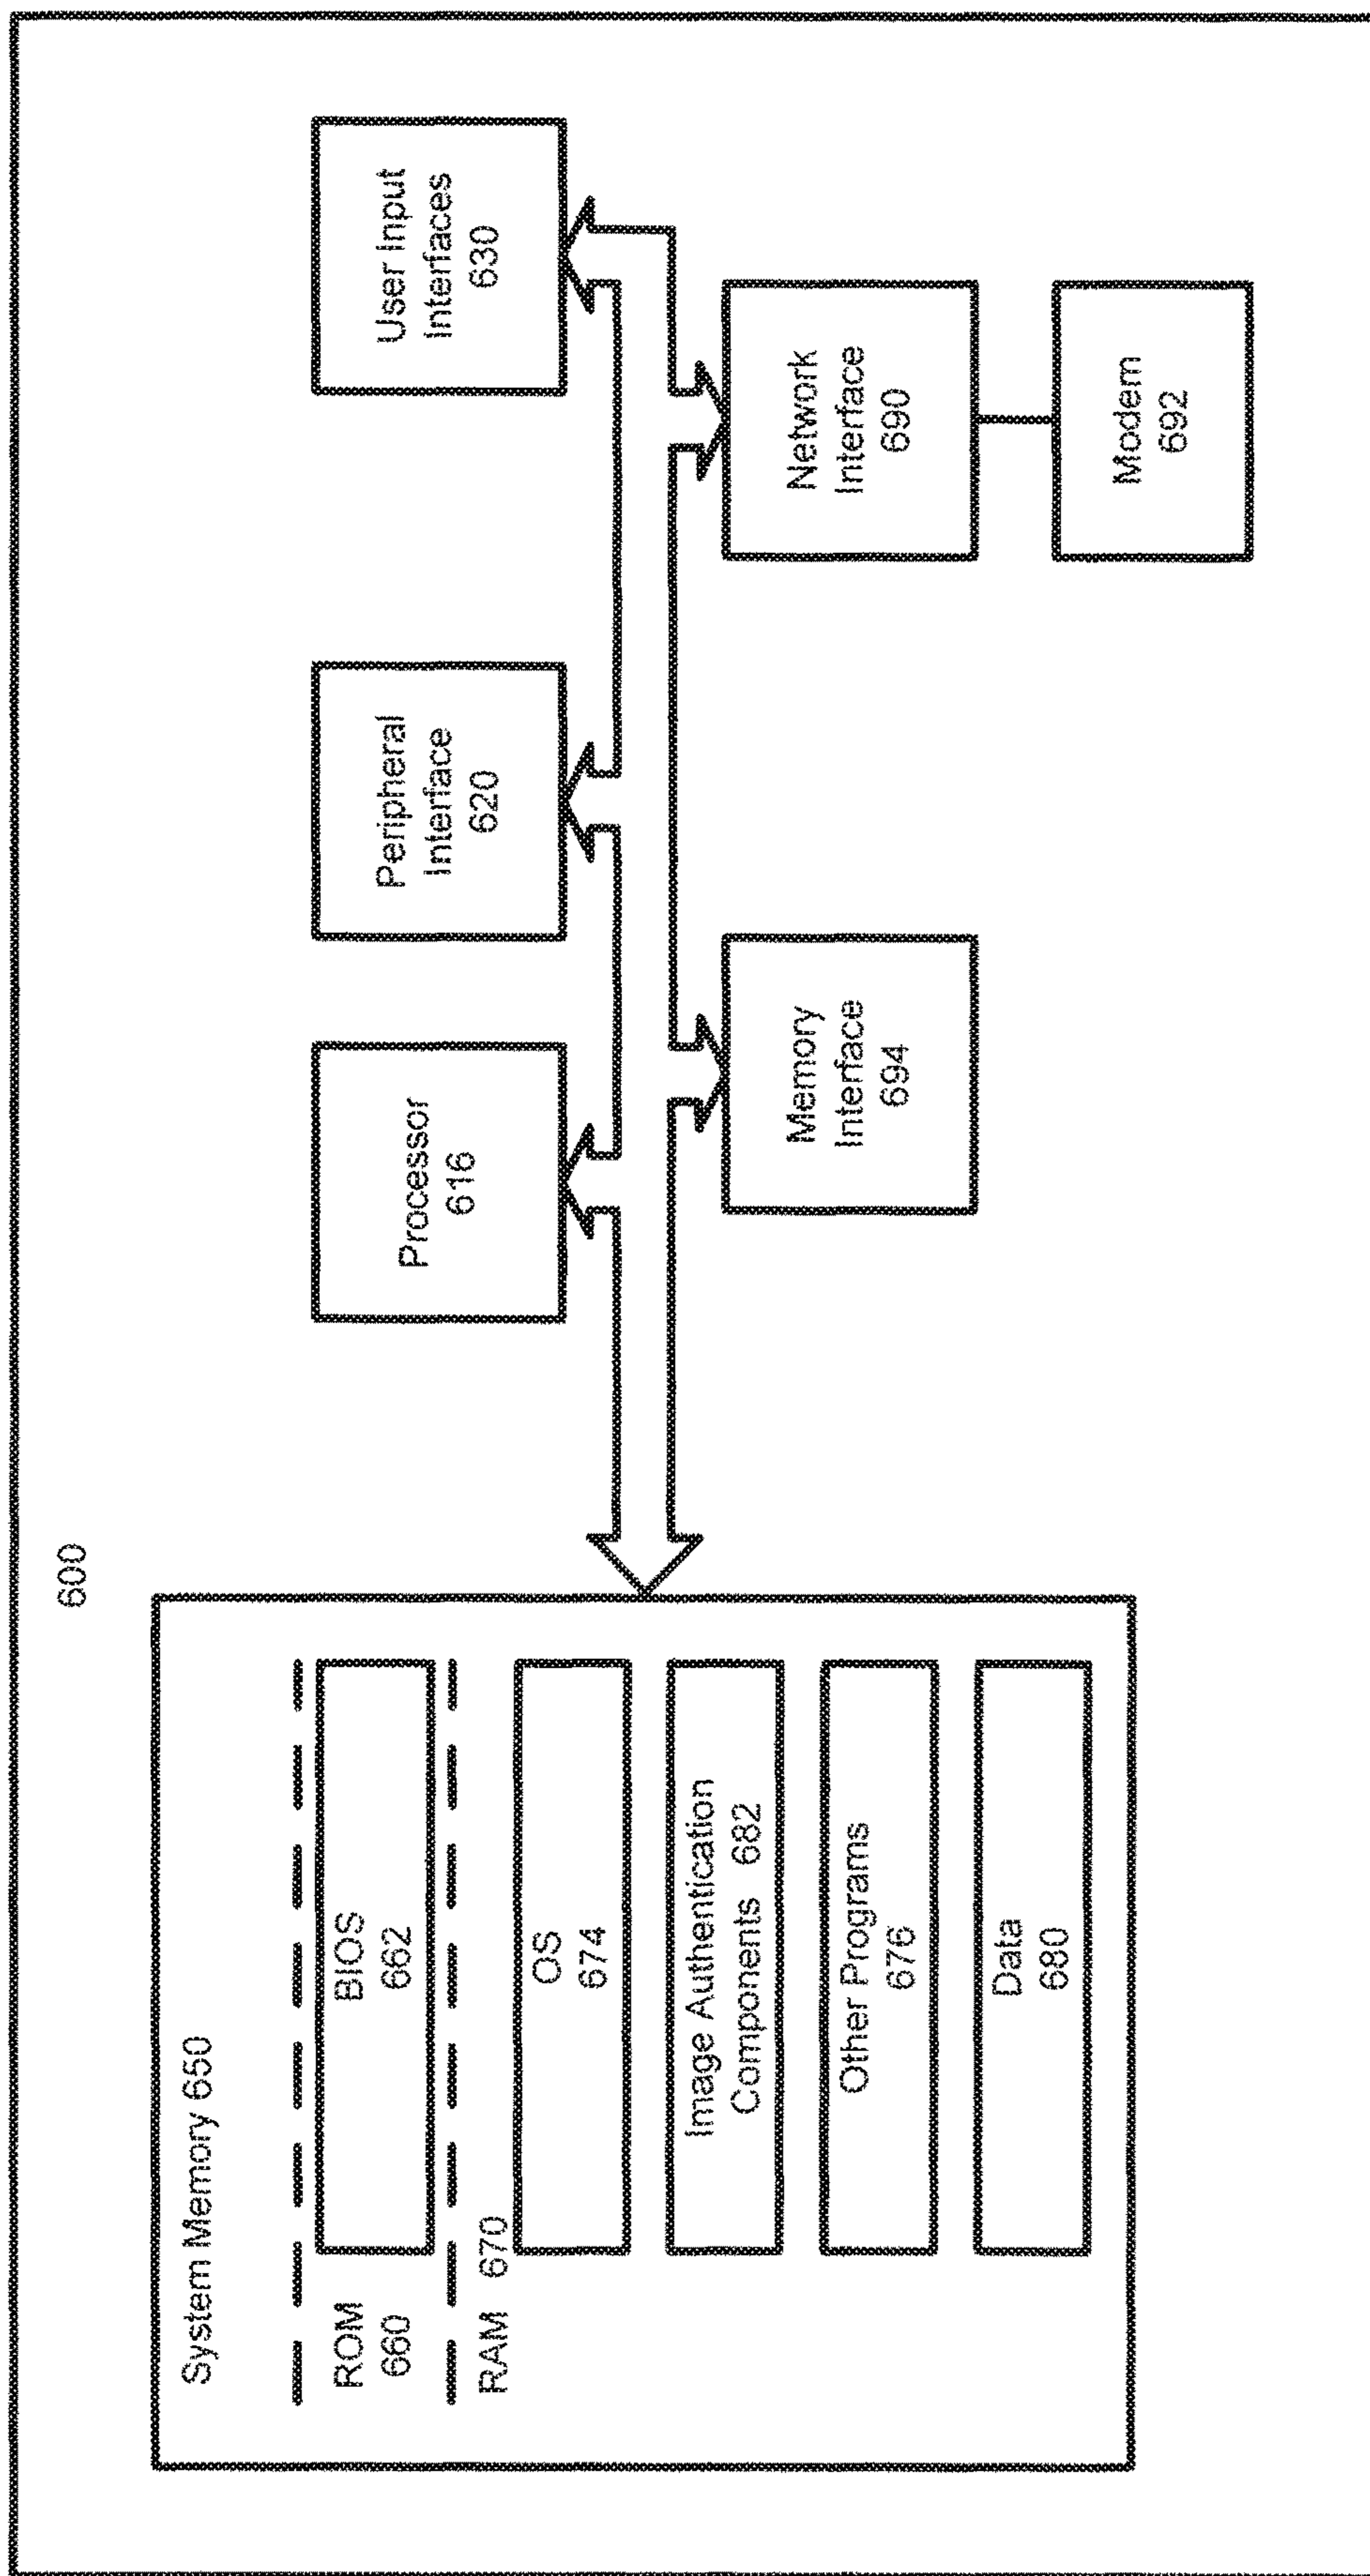 600
System Memory 650
ROM
660
BIOS
662
RAM 670
OS
674
Image Authentication
Components 682
Other Programs
676
Data
680
Processor
616
Peripheral
Interface
620
User Input
Interfaces
630
Memory
Interface
694
Network
Interface
690
Modem
692